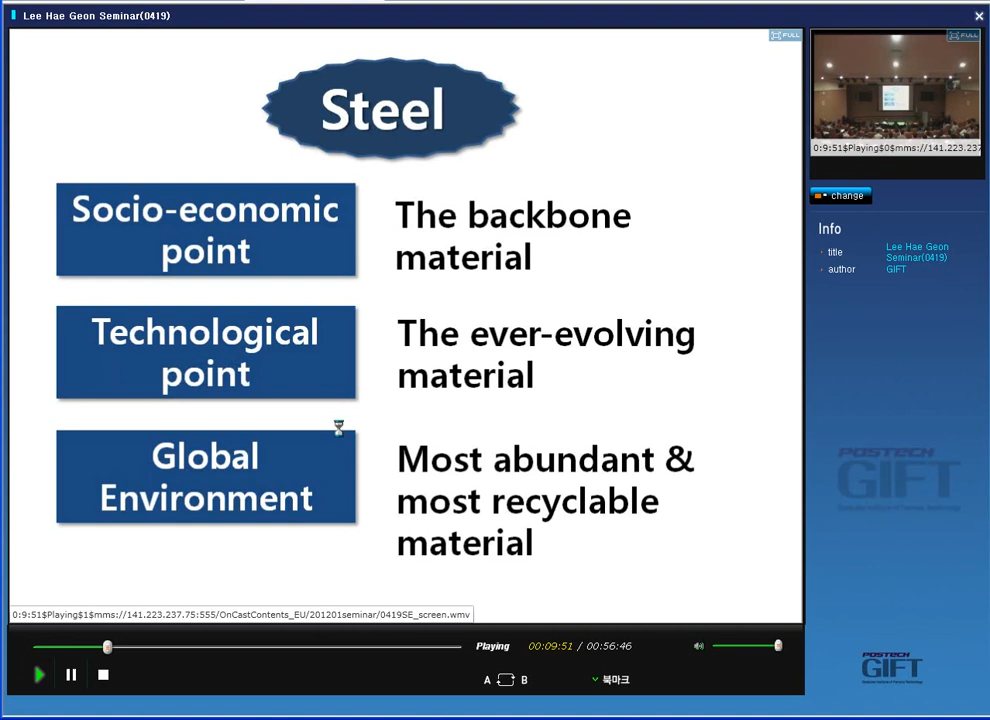 Lee Hae Geon Seminar(0419)
FULL
FULL
Steel
Socio-economic
point
The backbone
material
Technological
point
The ever-evolving
material
Global
Environment
Most abundant &
most recyclable
material
0:9:51$Playing$1$mms://141.223.237.75:555/OnCastContents_EU/201201seminar/0419SE_screen.wmv
Playing 00:09:51 / 00:56:46
A B
북마크
0:9:51$Playing$0$mms://141.223.237
change
Info
title
Lee Hae Geon
Seminar(0419)
author
GIFT
POSTECH
GIFT
POSTECH
GIFT